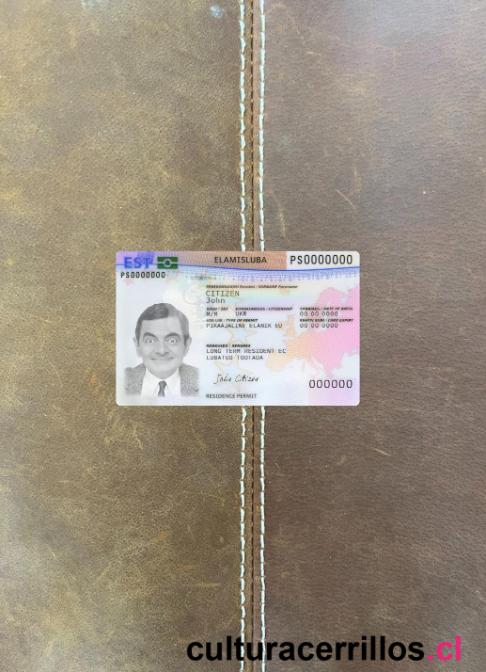 EST
ELAMISLUBA
PS0000000
PS0000000
CITIZEN
John
M/M UKR 00 00 0000
PIKAAJALINE ELANIK EÜ 00 00 0000
LONG TERM RESIDENT EC
LUBATUD TÖÖTADA
000000
John Citizen
RESIDENCE PERMIT
culturacerrillos.cl